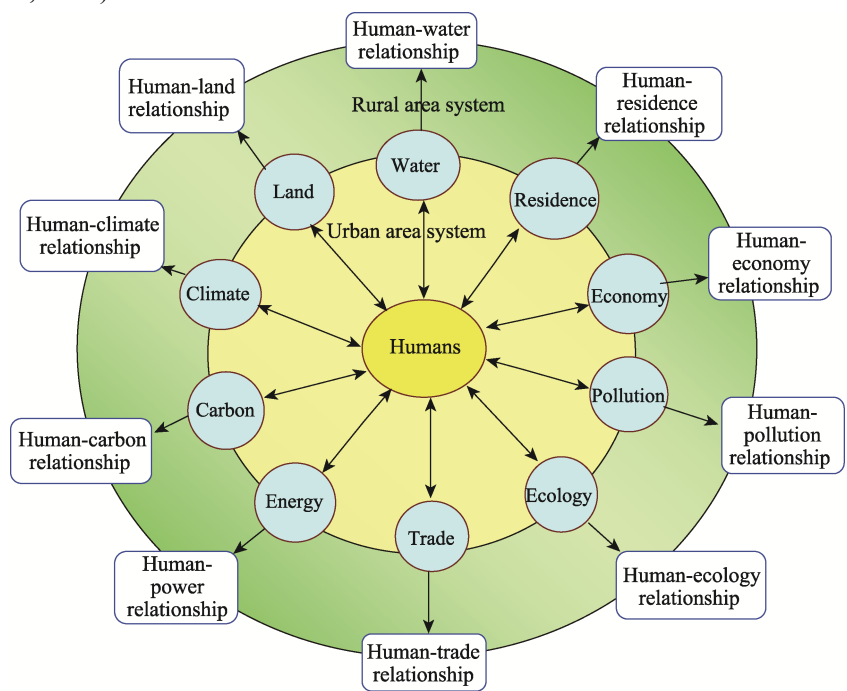 Human-water
relationship
Human-
residence
relationship
Human-land
relationship
Rural area system
Water
Land
Residence
Urban area system
Human-climate
relationship
Human-
economy
relationship
Climate
Economy
Humans
Carbon
Pollution
Human-carbon
relationship
Human-
pollution
relationship
Energy
Ecology
Trade
Human-
power
relationship
Human-ecology
relationship
Human-trade
relationship